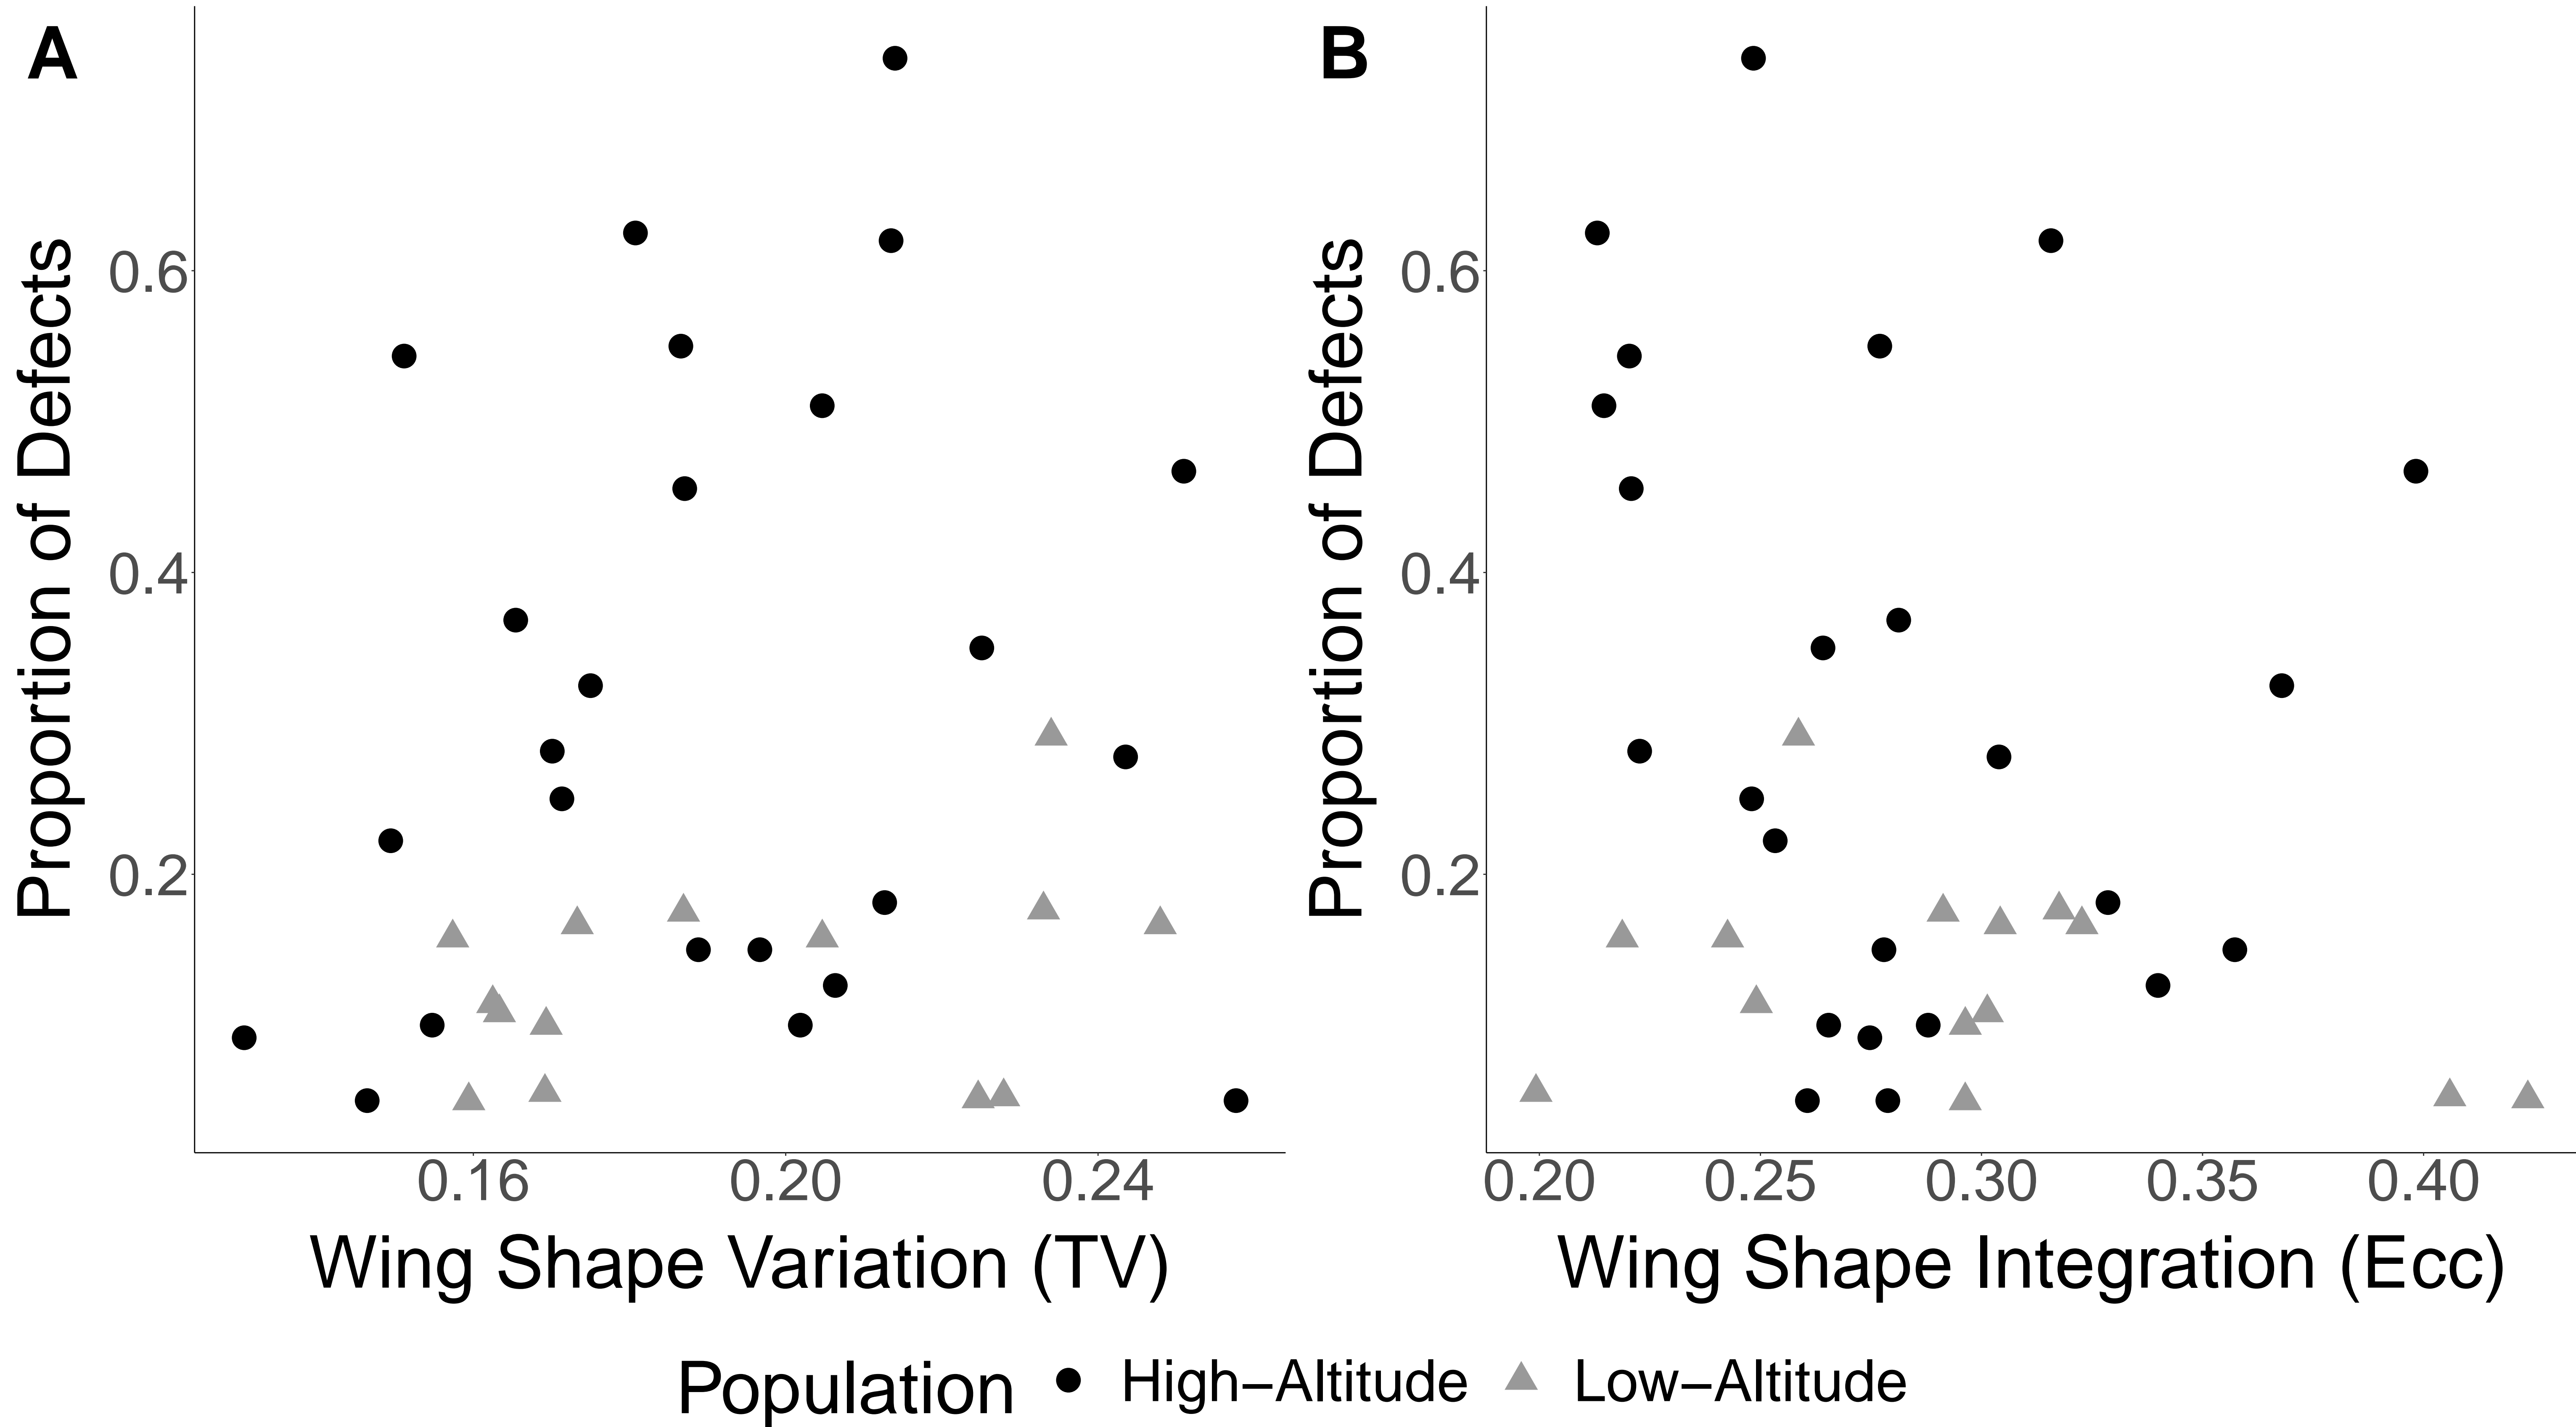 A
Proportion of Defects
0.6
0.4
0.2
0.16 0.20 0.24
Wing Shape Variation (TV)
B
Proportion of Defects
0.6
0.4
0.2
0.20 0.25 0.30 0.35 0.40
Wing Shape Integration (Ecc)
Population High−Altitude Low−Altitude